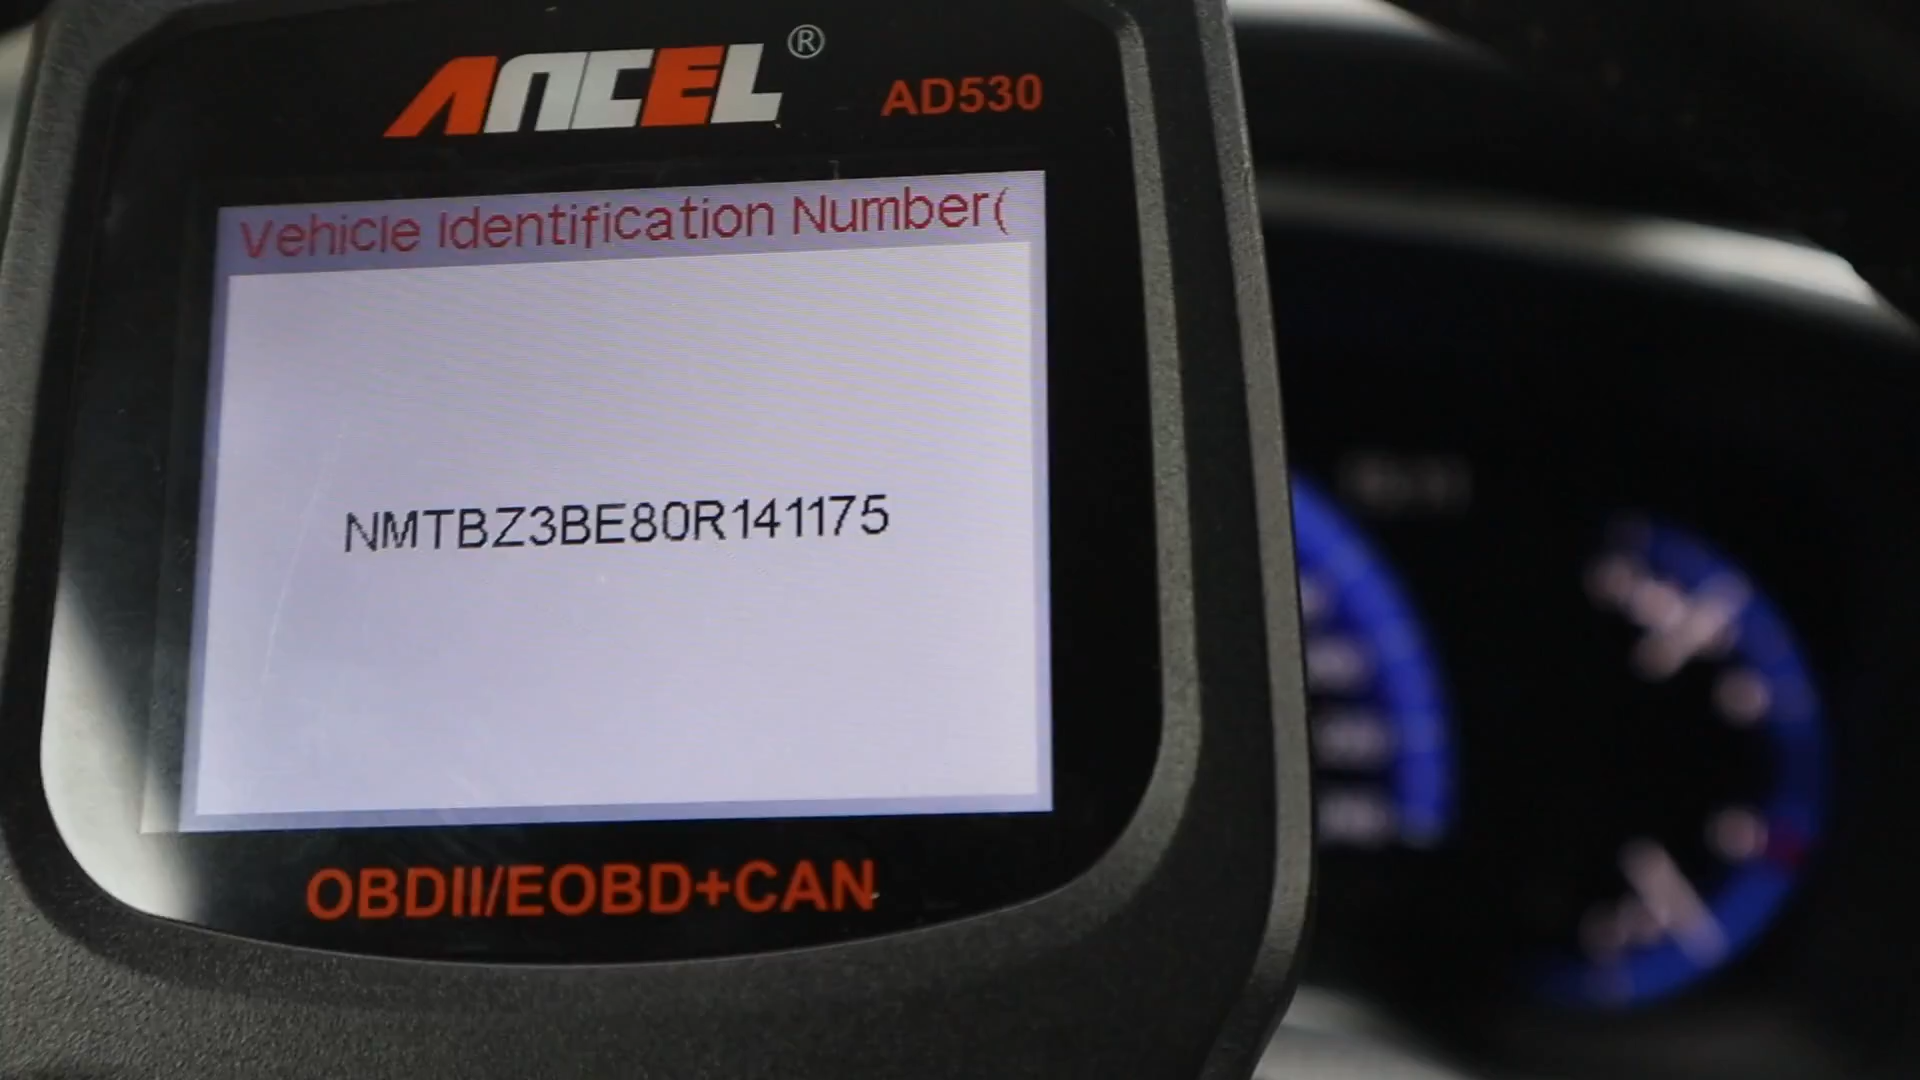 ANCEL®
AD530
Vehicle Identification Number(
NMTBZ3BE80R141175
OBDII/EOBD+CAN